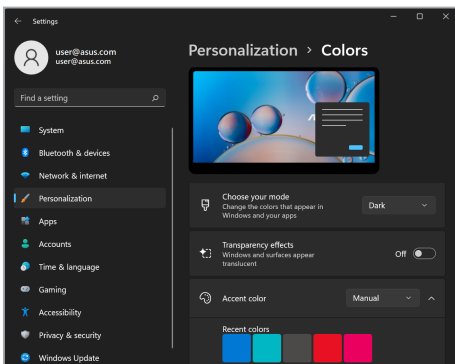 Settings
user@asus.com
user@asus.com
Find a setting
System
Bluetooth & devices
Network & internet
Personalization
Apps
Accounts
Time & language
Gaming
Accessibility
Privacy & security
Windows Update
Personalization > Colors
Choose your mode
Change the colors that appear in
Windows and your apps
Dark
Transparency effects
Windows and surfaces appear
translucent
Off
Accent color
Manual
Recent colors